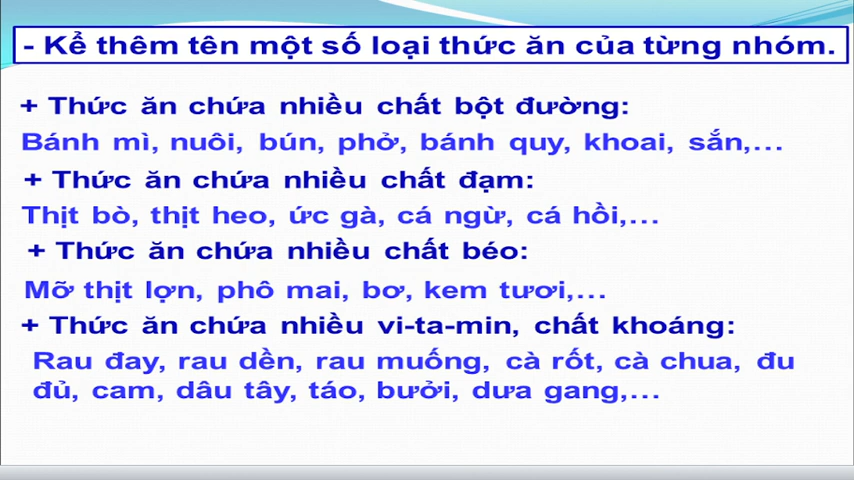 - Kể thêm tên một số loại thức ăn của từng nhóm.
+ Thức ăn chứa nhiều chất bột đường:
Bánh mì, nuôi, bún, phở, bánh quy, khoai, sắn,...
+ Thức ăn chứa nhiều chất đạm:
Thịt bò, thịt heo, ức gà, cá ngừ, cá hồi,...
+ Thức ăn chứa nhiều chất béo:
Mỡ thịt lợn, phô mai, bơ, kem tươi,...
+ Thức ăn chứa nhiều vi-ta-min, chất khoáng:
Rau đay, rau dền, rau muống, cà rốt, cà chua, đu
đủ, cam, dâu tây, táo, bưởi, dưa gang,...